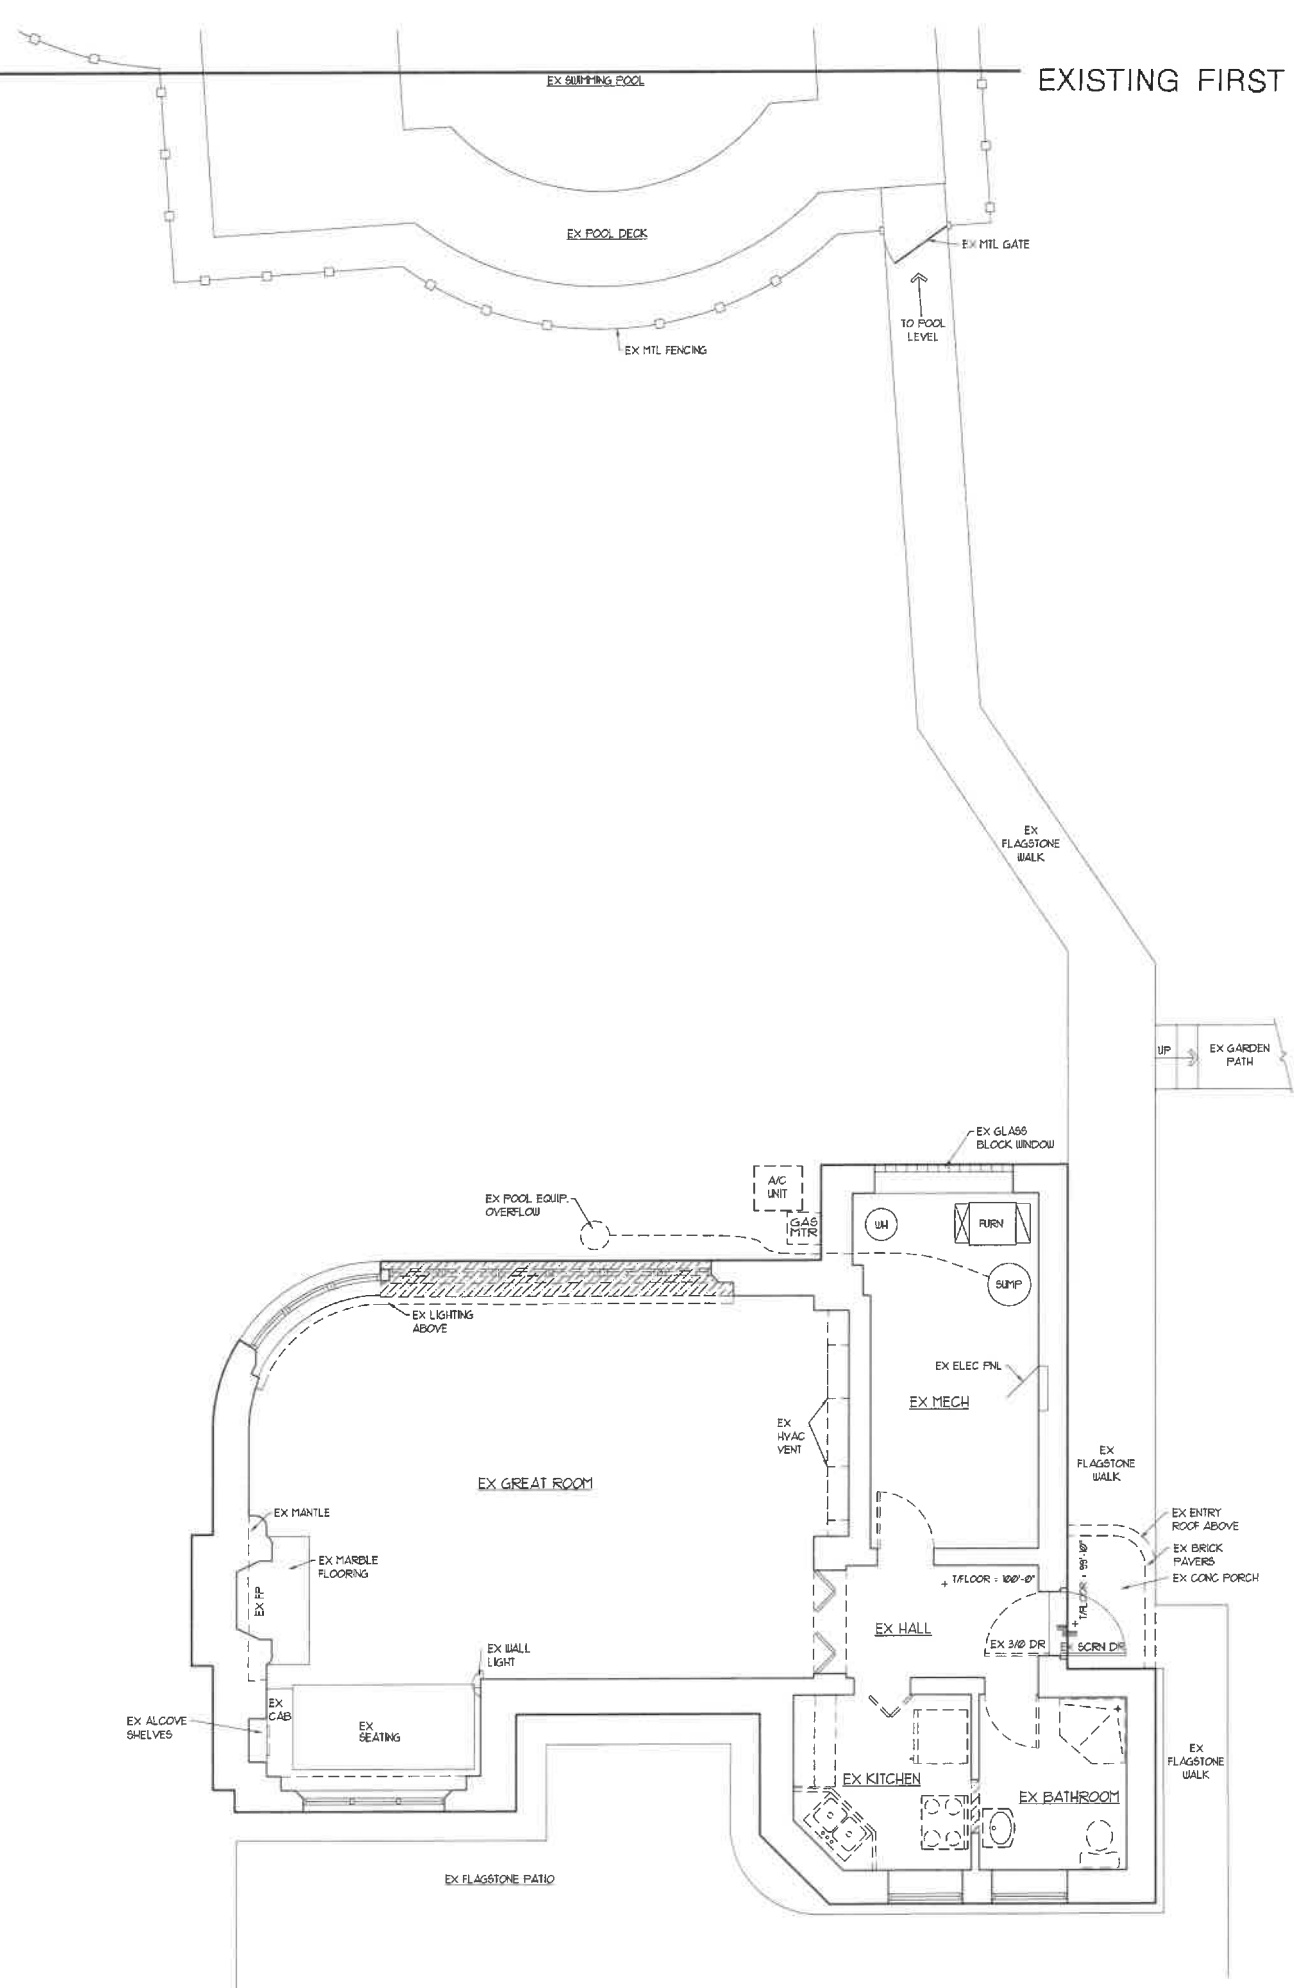 EX SWIMMING POOL
EXISTING FIRST
EX POOL DECK
EX MTL GATE
TO POOL
LEVEL
EX MTL FENCING
EX
FLAGSTONE
WALK
UP
EX GARDEN
PATH
EX GLASS
BLOCK WINDOW
A/C
UNIT
EX POOL EQUIP.
OVERFLOW
GAS
MTR
WH
FURN
SUMP
EX LIGHTING
ABOVE
EX ELEC PNL
EX MECH
EX
HVAC
VENT
EX
FLAGSTONE
WALK
EX GREAT ROOM
EX MANTLE
EX ENTRY
ROOF ABOVE
EX BRICK
PAVERS
EX CONC PORCH
EX MARBLE
FLOORING
EX FP
T/FLOOR = 100'-0"
T/FLOOR = 99'-10"
EX HALL
EX 3/0 DR
EX SCRN DR
EX WALL
LIGHT
EX
CAB
EX ALCOVE
SHELVES
EX
SEATING
EX
FLAGSTONE
WALK
EX KITCHEN
EX BATHROOM
EX FLAGSTONE PATIO